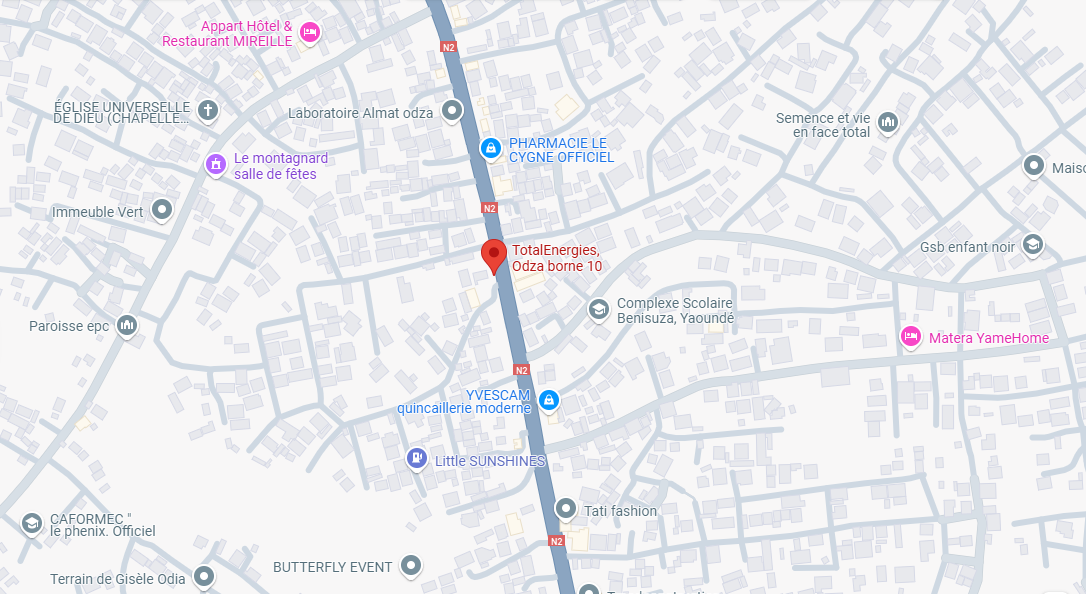 Appart Hôtel &
Restaurant MIREILLE
N2
ÉGLISE UNIVERSELLE
DE DIEU (CHAPELLE...
Laboratoire Almat odza
Semence et vie
en face total
PHARMACIE LE
CYGNE OFFICIEL
Le montagnard
salle de fêtes
Maiso
Immeuble Vert
N2
TotalEnergies,
Odza borne 10
Gsb enfant noir
Complexe Scolaire
Benisuza, Yaoundé
Paroisse epc
Matera YameHome
N2
YVESCAM
quincaillerie moderne
Little SUNSHINES
Tati fashion
CAFORMEC "
le phenix. Officiel
N2
BUTTERFLY EVENT
Terrain de Gisèle Odia